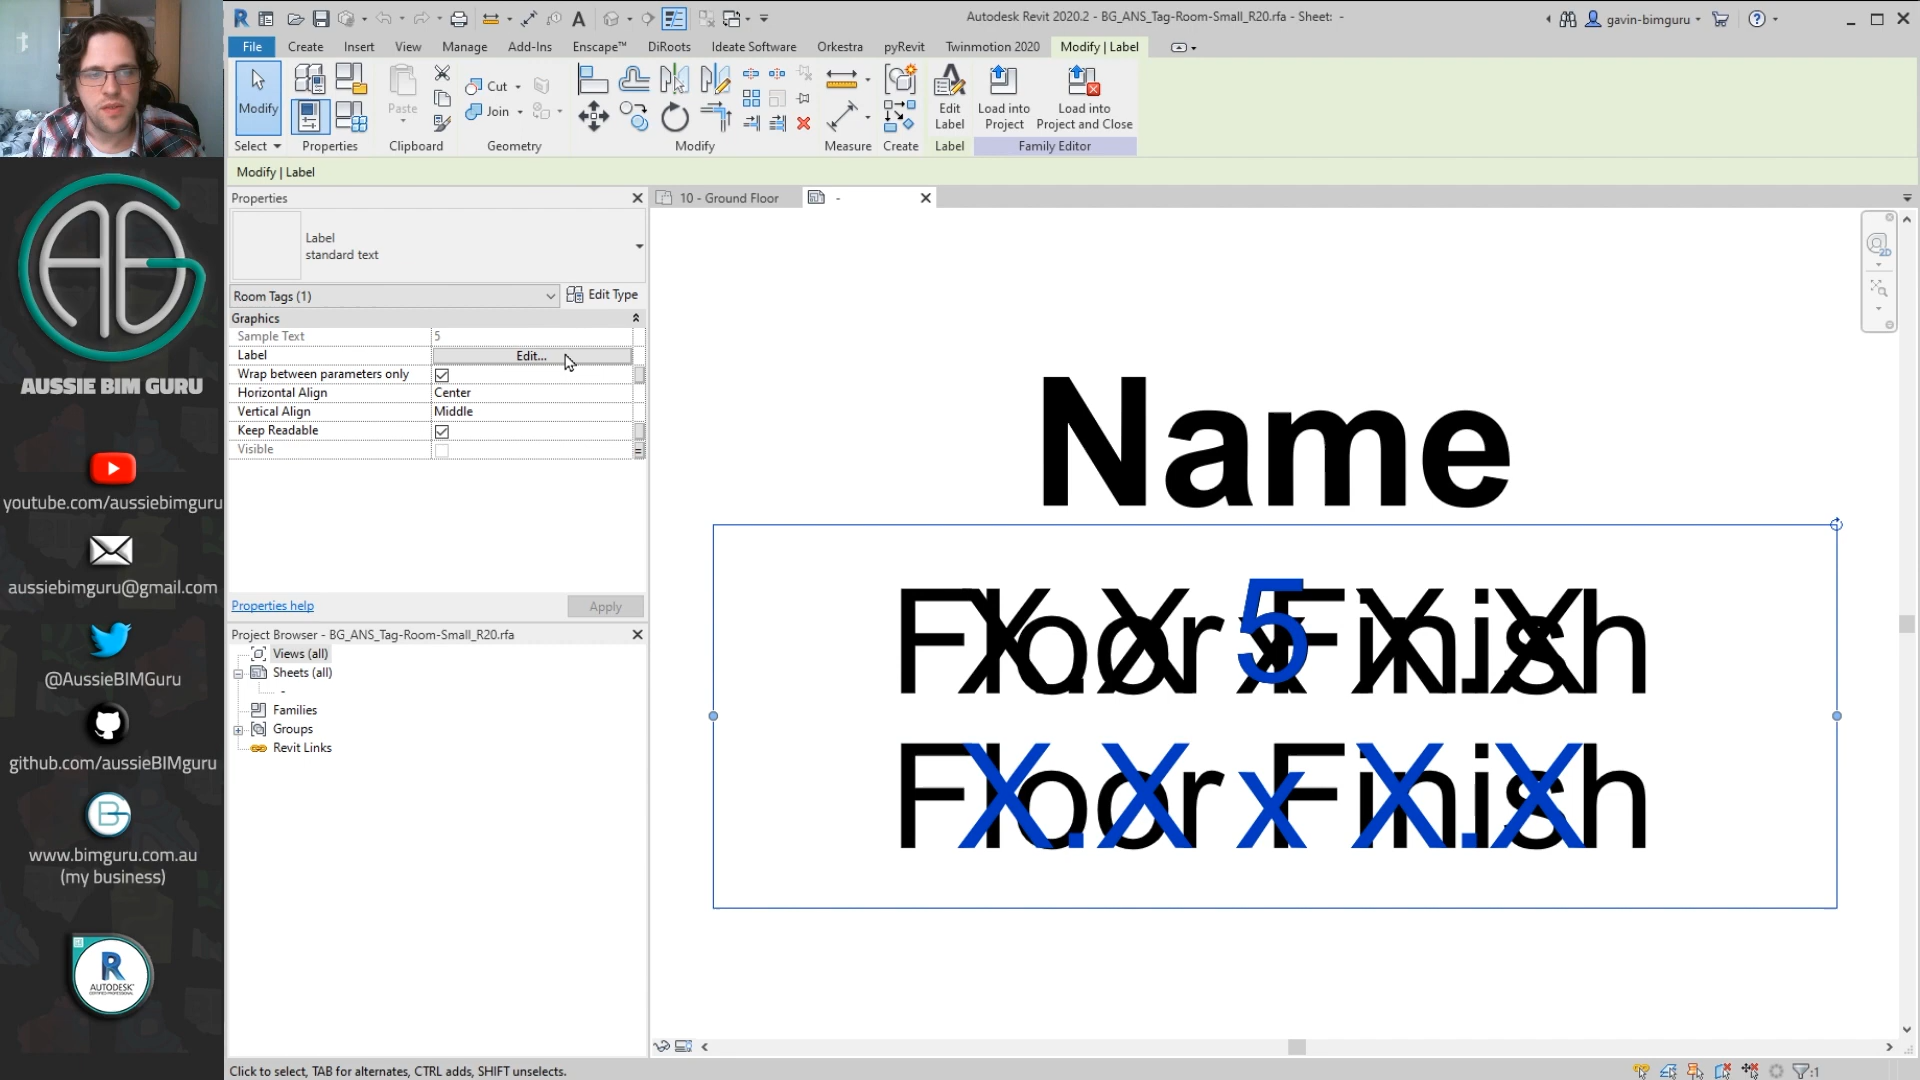 Autodesk Revit 2020.2 - BG_ANS_Tag-Room-Small_R20.rfa - Sheet: -
gavin-bimguru
File
Create
Insert
View
Manage
Add-Ins
Enscape™
DiRoots
Ideate Software
Orkestra
pyRevit
Twinmotion 2020
Modify | Label
Modify
Paste
Cut
Join
Edit
Label
Load into
Project
Load into
Project and Close
Select
Properties
Clipboard
Geometry
Modify
Measure
Create
Label
Family Editor
Modify | Label
Properties
Label
standard text
Room Tags (1)
Edit Type
Graphics
Sample Text 5
Label Edit...
Wrap between parameters only
Horizontal Align Center
Vertical Align Middle
Keep Readable
Visible
Properties help
Apply
Project Browser - BG_ANS_Tag-Room-Small_R20.rfa
Views (all)
Sheets (all)
-
Families
Groups
Revit Links
10 - Ground Floor
-
Name
Floor Finish
5
X.X x X.X
Floor Finish
X.X x X.X
AUSSIE BIM GURU
youtube.com/aussiebimguru
aussiebimguru@gmail.com
@AussieBIMGuru
github.com/aussieBIMguru
www.bimguru.com.au
(my business)
R
AUTODESK
Click to select, TAB for alternates, CTRL adds, SHIFT unselects.
:1